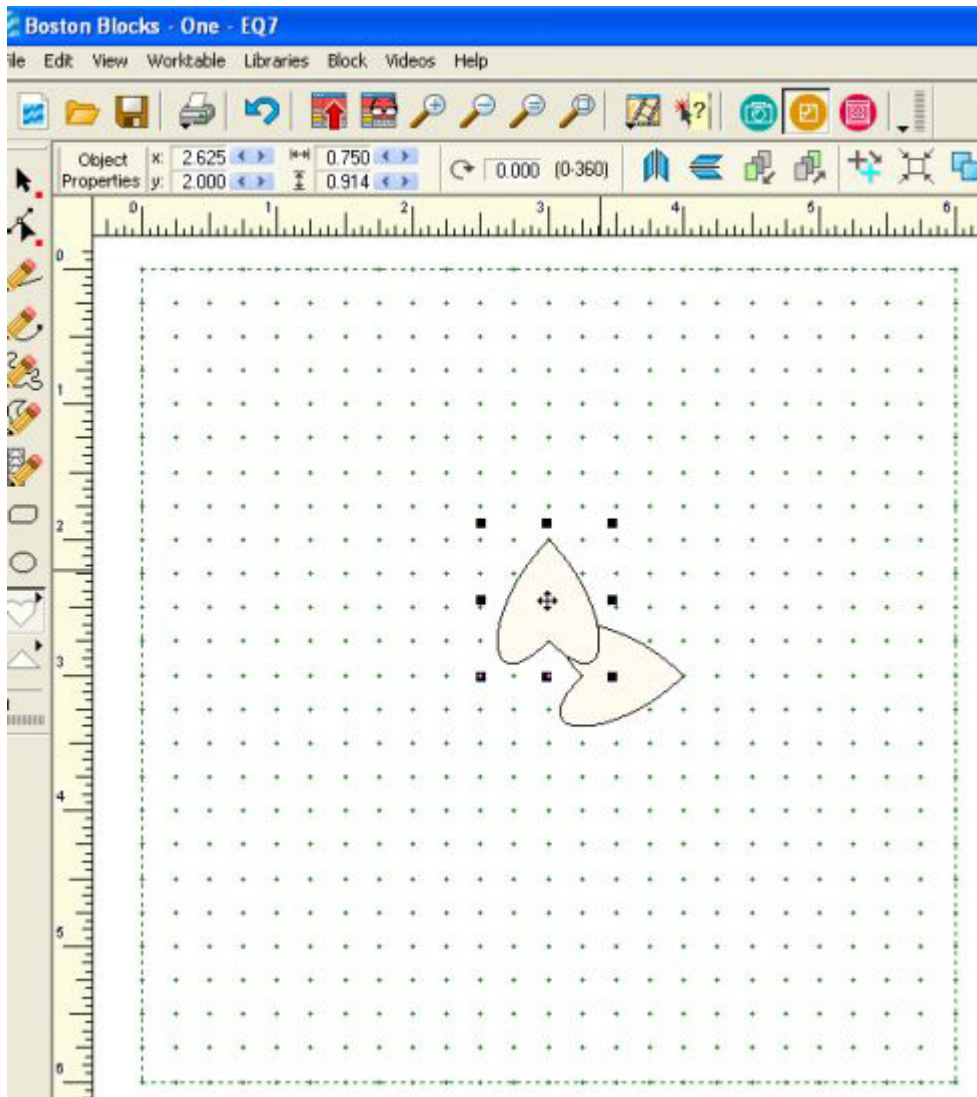 Boston Blocks - One - EQ7
ile Edit View Worktable Libraries Block Videos Help
Object x: 2.625 0.750 0.000 (0-360)
Properties y: 2.000 0.914
0 1 2 3 4 5 6
0
1
2
3
4
5
6